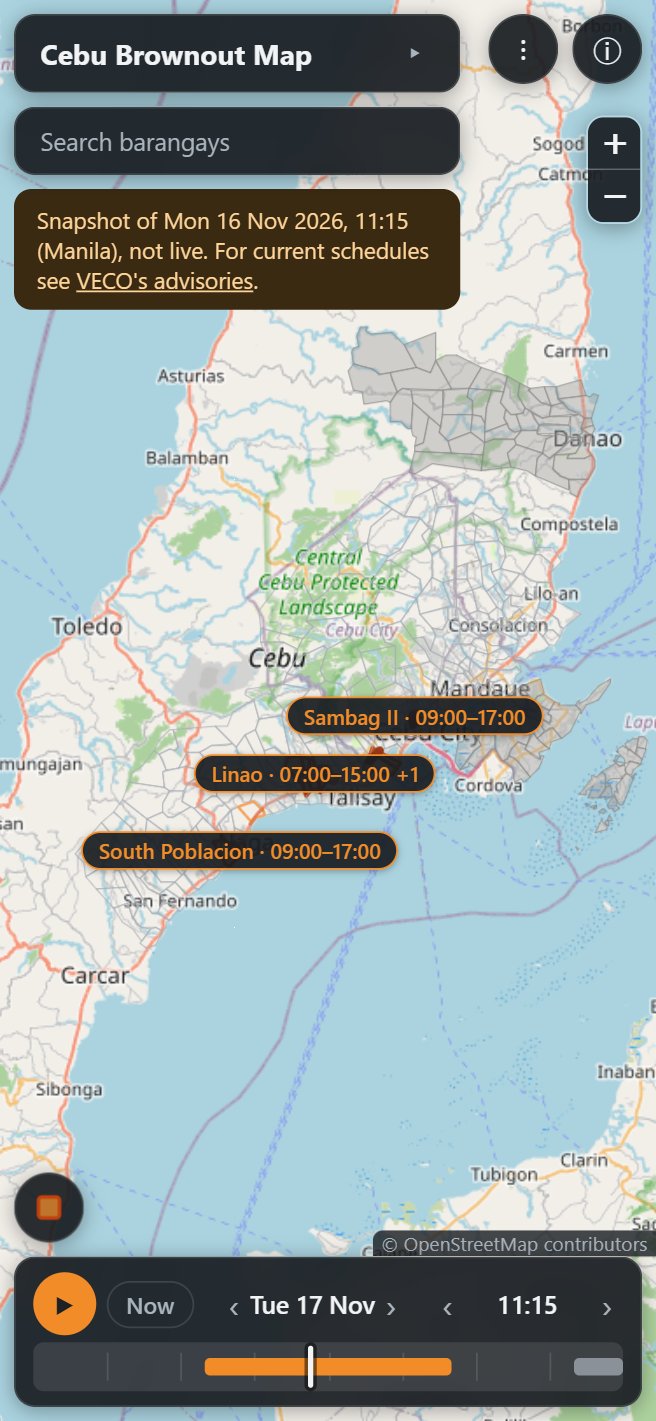 Cebu Brownout Map
Search barangays
Snapshot of Mon 16 Nov 2026, 11:15
(Manila), not live. For current schedules
see VECO's advisories.
+
−
Sogod
Catmon
Carmen
Asturias
Danao
Balamban
Compostela
Central
Cebu Protected
Landscape
Lilo-an
Cebu City
Consolacion
Toledo
Cebu
Mandaue
Sambag II · 09:00–17:00
Cebu City
Linao · 07:00–15:00 +1
Cordova
Talisay
South Poblacion · 09:00–17:00
San Fernando
Carcar
Sibonga
Inaban
Clarin
Tubigon
© OpenStreetMap contributors
Now
‹ Tue 17 Nov › ‹ 11:15 ›